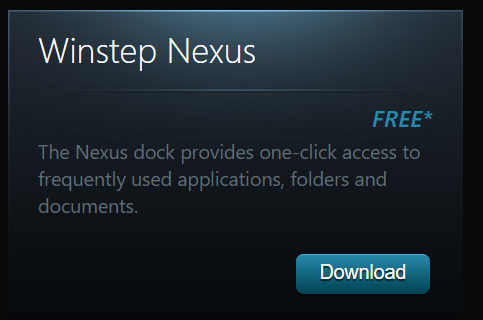 Winstep Nexus
FREE*
The Nexus dock provides one-click access to
frequently used applications, folders and
documents.
Download